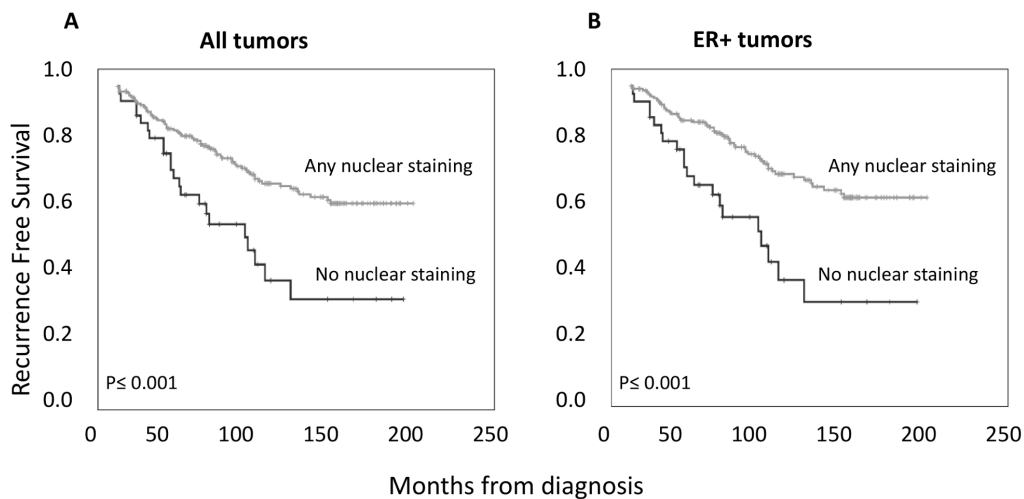 A
All tumors
Recurrence Free Survival
1.0
0.8
0.6
0.4
0.2
0.0
Any nuclear staining
No nuclear staining
P≤ 0.001
0 50 100 150 200 250
B
ER+ tumors
1.0
0.8
0.6
0.4
0.2
0.0
Any nuclear staining
No nuclear staining
P≤ 0.001
0 50 100 150 200 250
Months from diagnosis